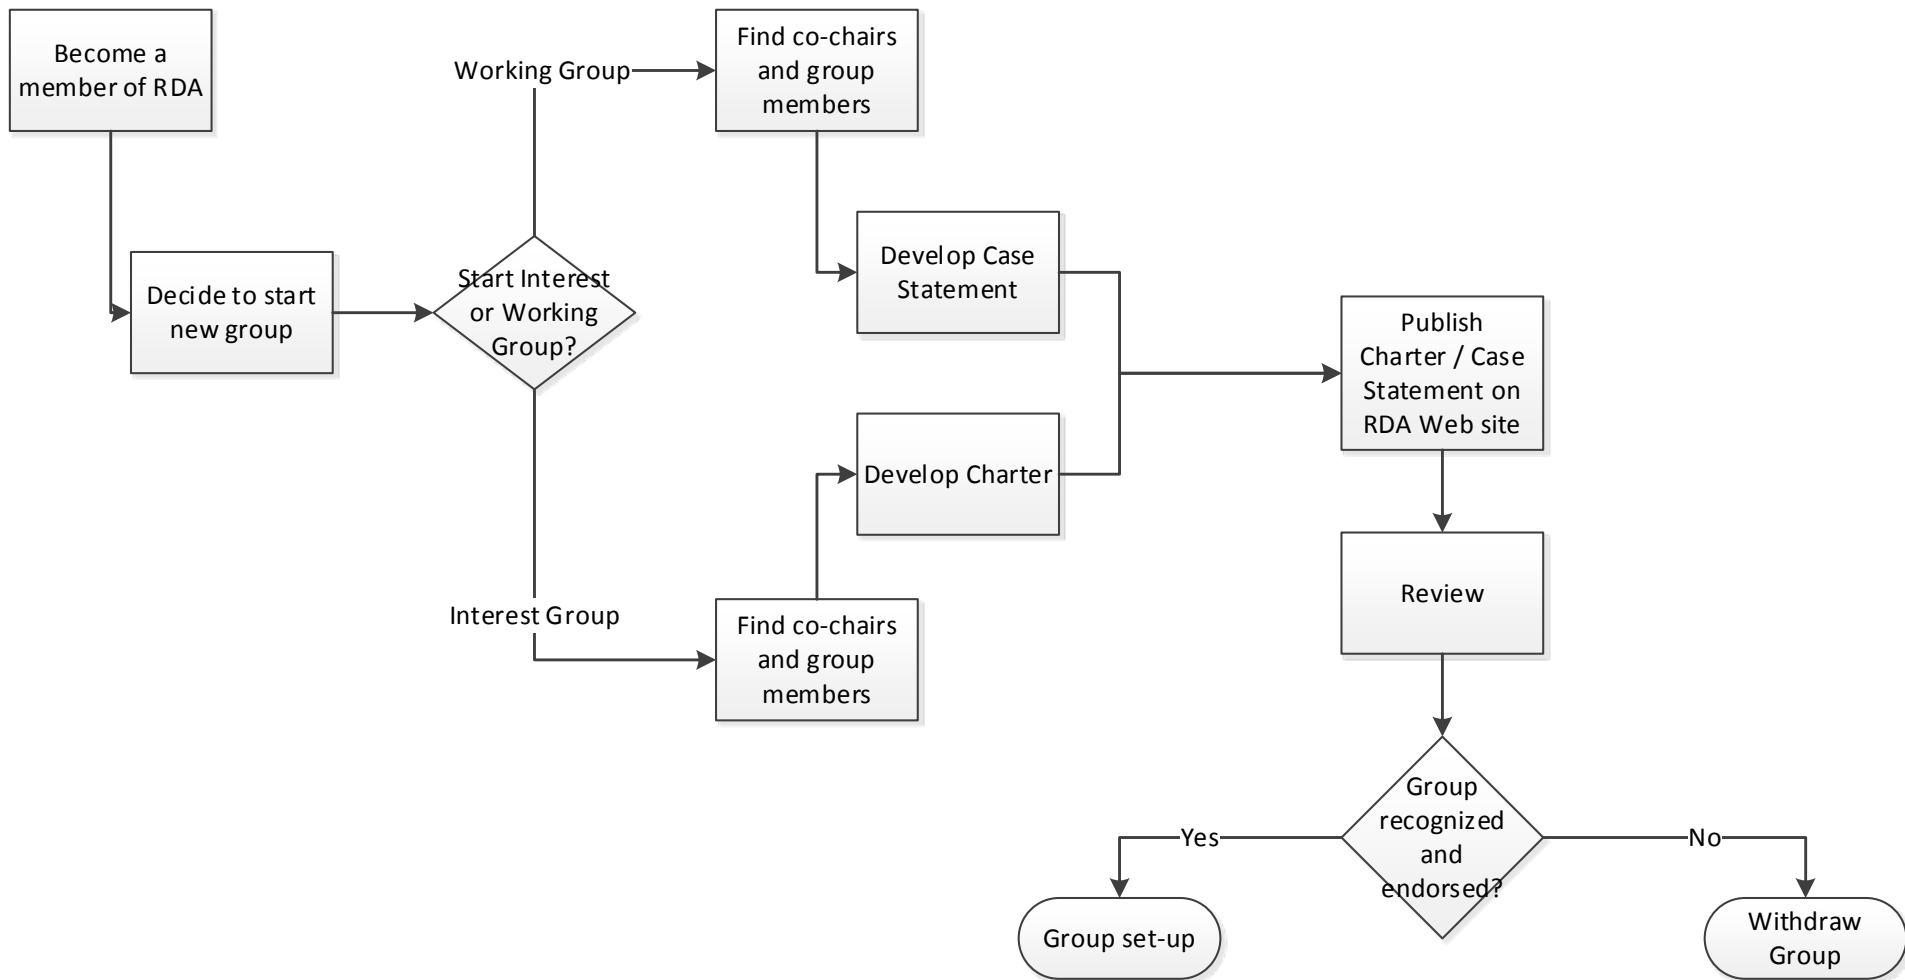 Become a
member of RDA
Decide to start
new group
Start Interest
or Working
Group?
Working Group
Find co-chairs
and group
members
Develop Case
Statement
Interest Group
Find co-chairs
and group
members
Develop Charter
Publish
Charter / Case
Statement on
RDA Web site
Review
Group
recognized
and
endorsed?
Yes
Group set-up
No
Withdraw
Group